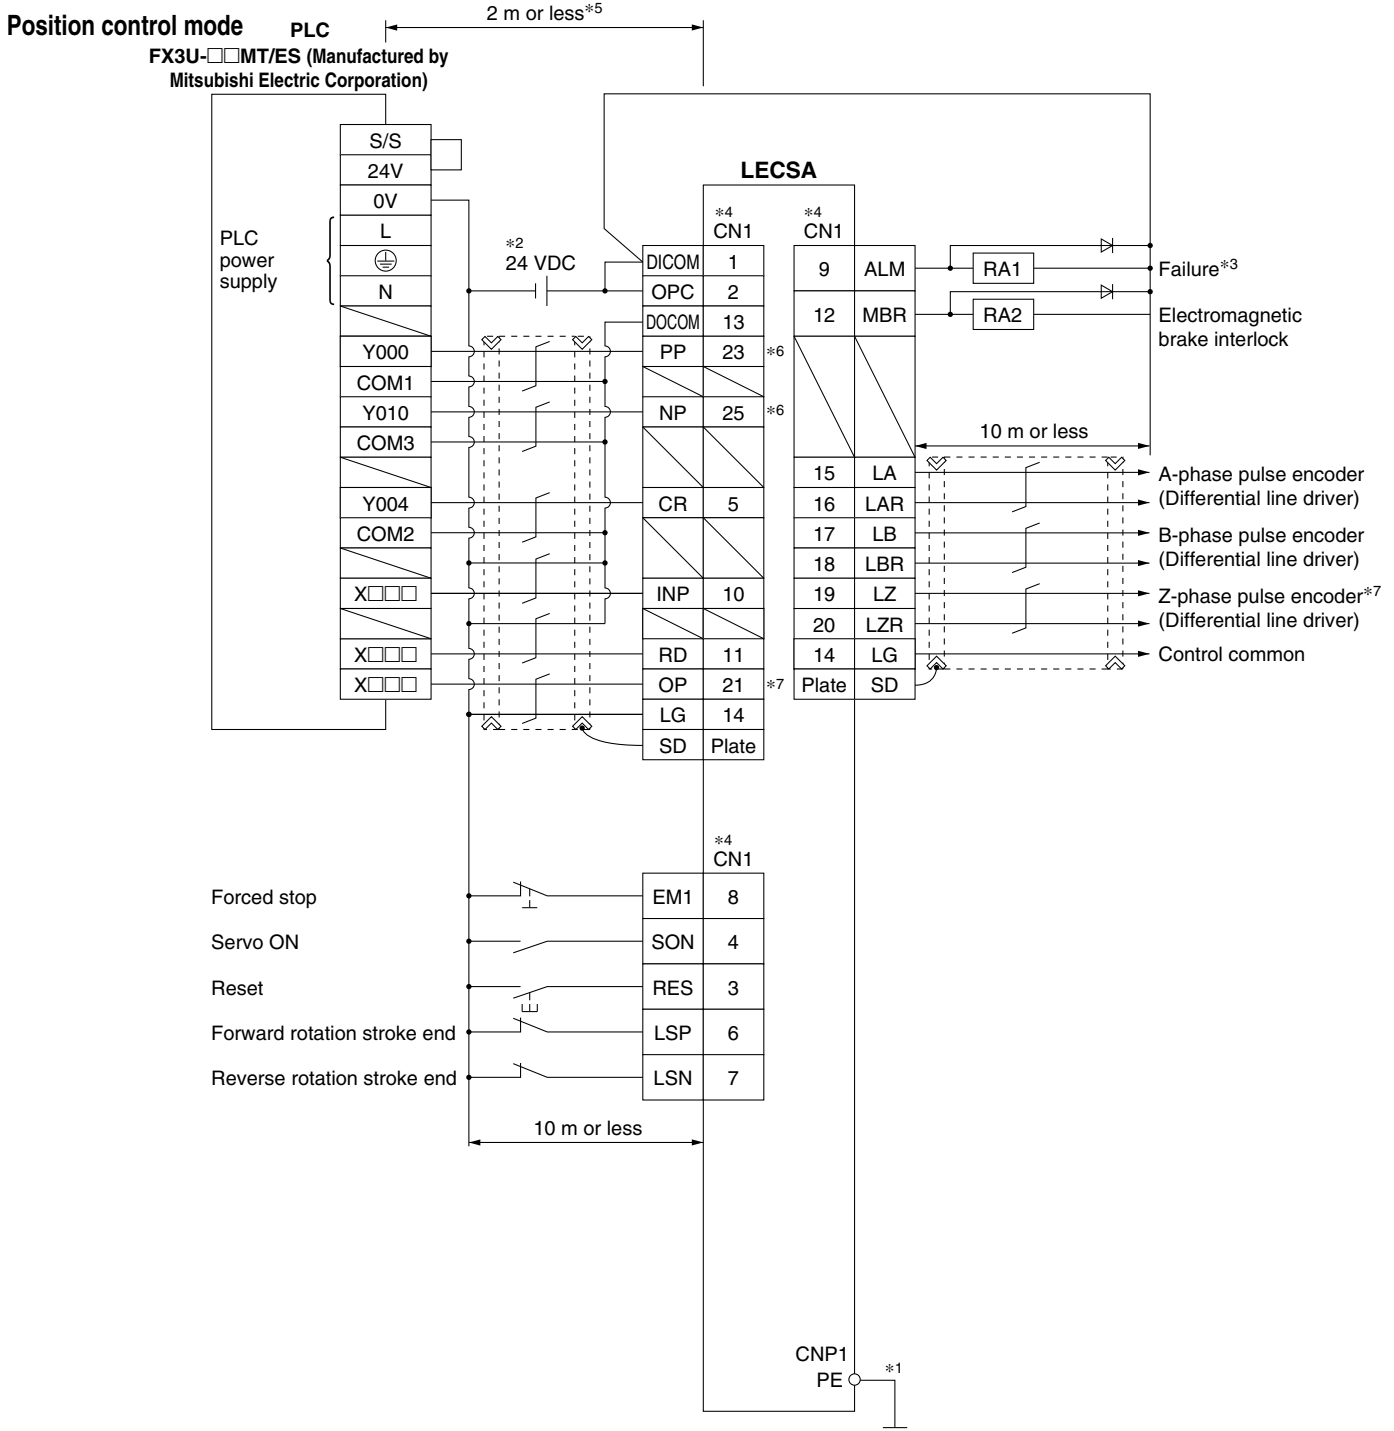 Position control mode
PLC
FX3U-□□MT/ES (Manufactured by
Mitsubishi Electric Corporation)
2 m or less*5
S/S
24V
0V
L
N
PLC
power
supply
Y000
COM1
Y010
COM3
Y004
COM2
X□□□
X□□□
X□□□
*2
24 VDC
LECSA
*4
CN1
DICOM 1
OPC 2
DOCOM 13
PP 23 *6
NP 25 *6
CR 5
INP 10
RD 11
OP 21 *7
LG 14
SD Plate
*4
CN1
9 ALM
12 MBR
15 LA
16 LAR
17 LB
18 LBR
19 LZ
20 LZR
14 LG
Plate SD
RA1
Failure*3
RA2
Electromagnetic
brake interlock
10 m or less
A-phase pulse encoder
(Differential line driver)
B-phase pulse encoder
(Differential line driver)
Z-phase pulse encoder*7
(Differential line driver)
Control common
*4
CN1
Forced stop
EM1 8
Servo ON
SON 4
Reset
RES 3
Forward rotation stroke end
LSP 6
Reverse rotation stroke end
LSN 7
10 m or less
CNP1
PE
*1